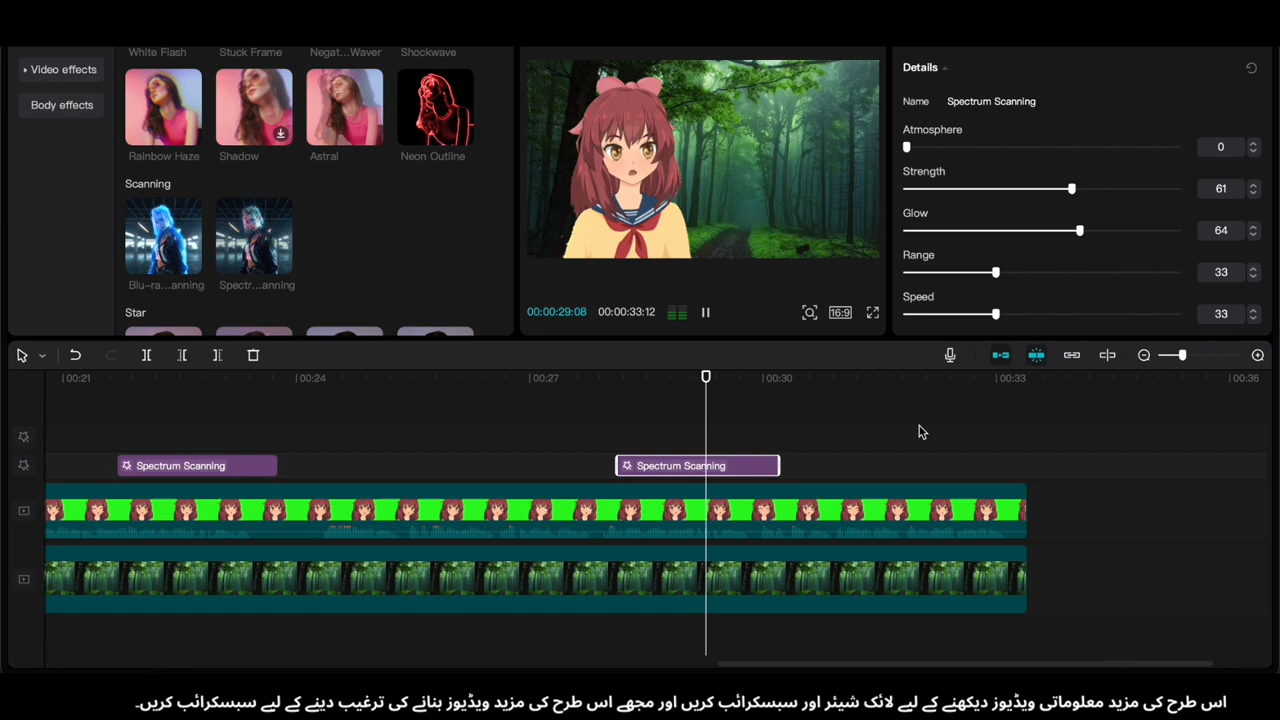 White Flash
Stuck Frame
Negat...Waver
Shockwave
Video effects
Body effects
Rainbow Haze
Shadow
Astral
Neon Outline
Scanning
Blu-ra...anning
Spectr...anning
Star
00:00:29:08
00:00:33:12
16:9
Details
Name Spectrum Scanning
Atmosphere
0
Strength
61
Glow
64
Range
33
Speed
33
00:21
00:24
00:27
00:30
00:33
00:36
Spectrum Scanning
Spectrum Scanning
اس طرح کی مزید معلوماتی ویڈیوز دیکھنے کے لیے لائک شیئر اور سبسکرائب کریں اور مجھے اس طرح کی مزید ویڈیوز بنانے کی ترغیب دینے کے لیے سبسکرائب کریں۔